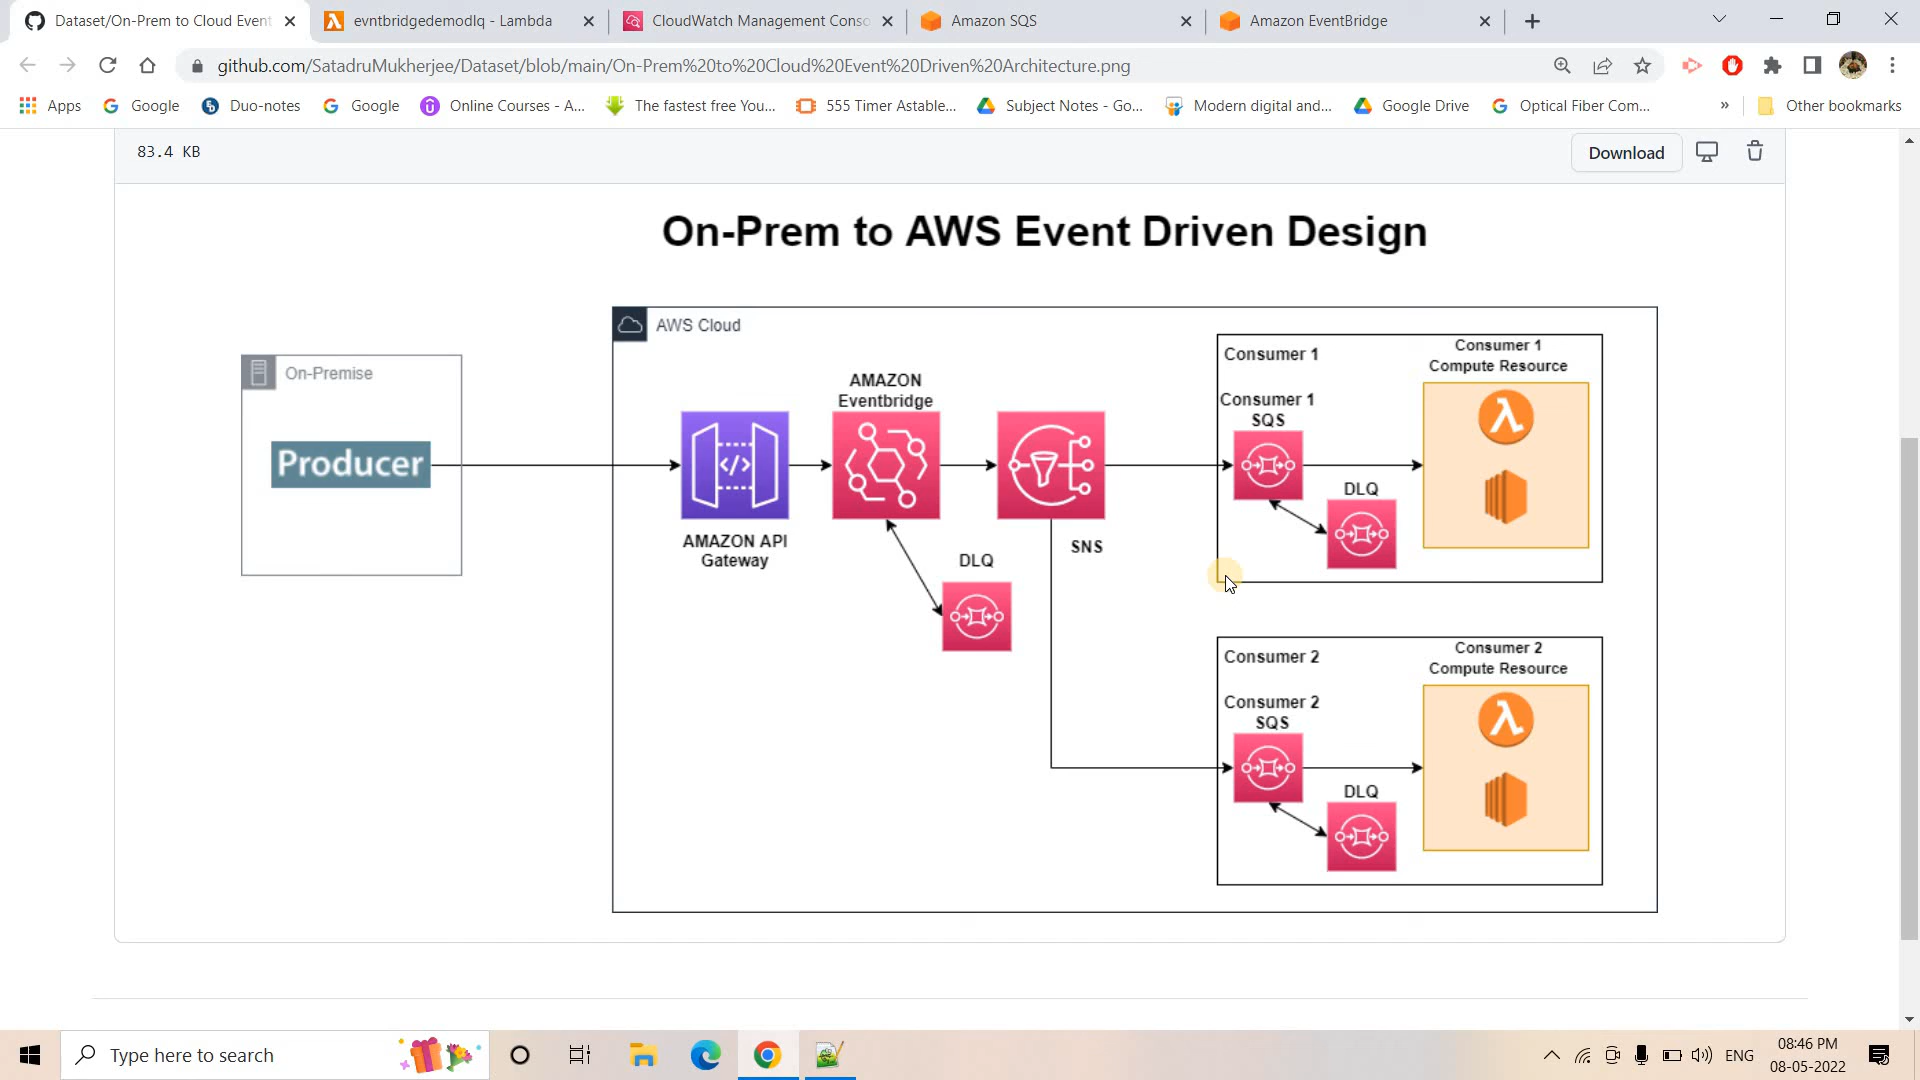 Dataset/On-Prem to Cloud Event
evntbridgedemodlq - Lambda
CloudWatch Management Conso
Amazon SQS
Amazon EventBridge
github.com/SatadruMukherjee/Dataset/blob/main/On-Prem%20to%20Cloud%20Event%20Driven%20Architecture.png
Apps
Google
Duo-notes
Google
Online Courses - A...
The fastest free You...
555 Timer Astable...
Subject Notes - Go...
Modern digital and...
Google Drive
Optical Fiber Com...
»
Other bookmarks
83.4 KB
Download
On-Prem to AWS Event Driven Design
AWS Cloud
On-Premise
Producer
AMAZON API
Gateway
AMAZON
Eventbridge
DLQ
SNS
Consumer 1
Consumer 1
SQS
DLQ
Consumer 1
Compute Resource
Consumer 2
Consumer 2
SQS
DLQ
Consumer 2
Compute Resource
Type here to search
ENG
08:46 PM
08-05-2022